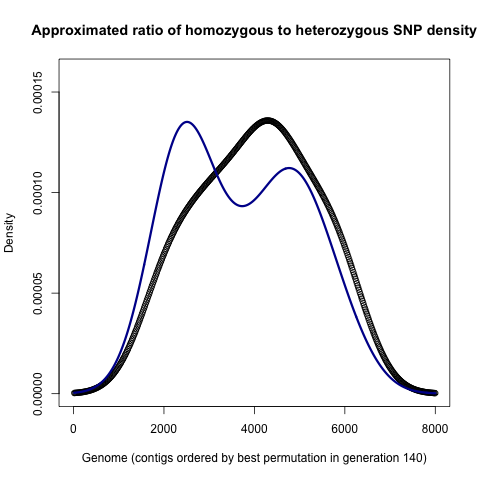 Approximated ratio of homozygous to heterozygous SNP density
0.00015
0.00010
0.00005
0.00000
Density
0 2000 4000 6000 8000
Genome (contigs ordered by best permutation in generation 140)